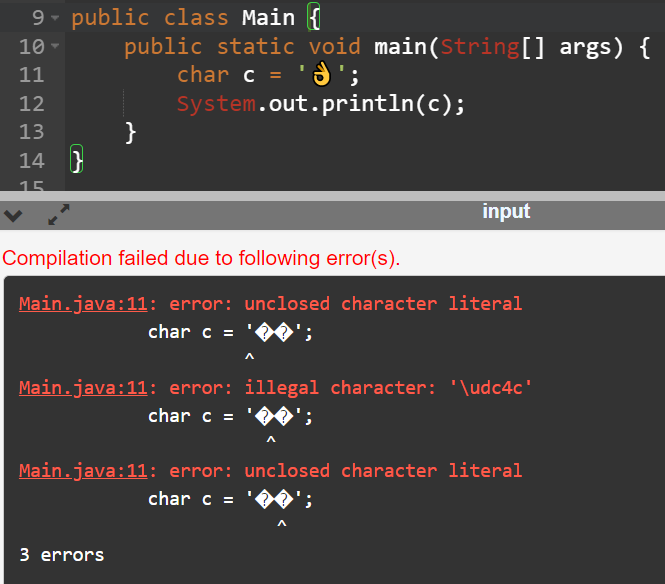 9 public class Main {
10 public static void main(String[] args) {
11 char c = '👌';
12 System.out.println(c);
13 }
14 }
15
input
Compilation failed due to following error(s).
Main.java:11: error: unclosed character literal
char c = '��';
^
Main.java:11: error: illegal character: '\udc4c'
char c = '��';
^
Main.java:11: error: unclosed character literal
char c = '��';
^
3 errors